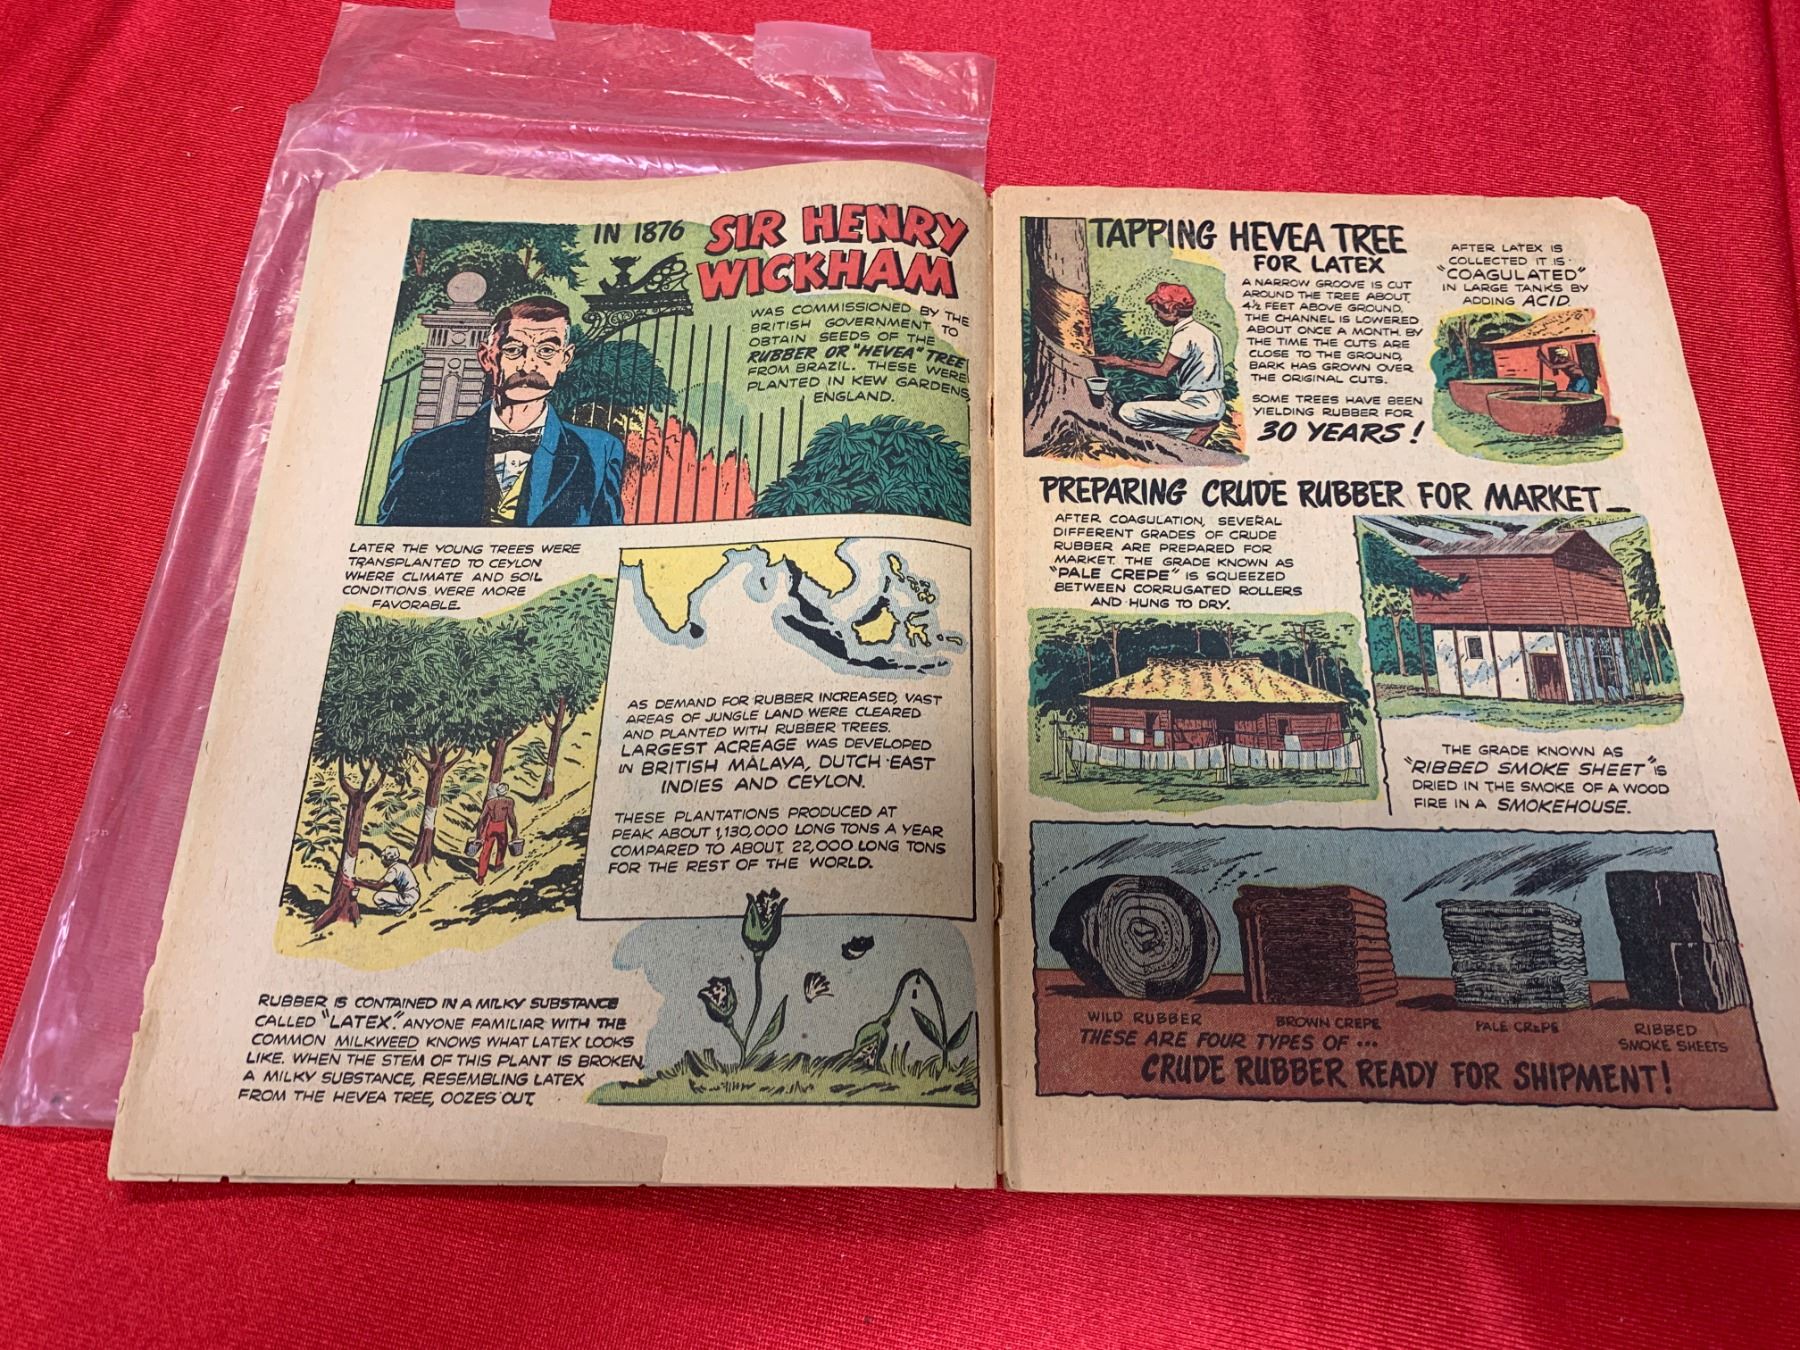 IN 1876
SIR HENRY
WICKHAM
WAS COMMISSIONED BY THE
BRITISH GOVERNMENT TO
OBTAIN SEEDS OF THE
RUBBER OR "HEVEA" TREE
FROM BRAZIL. THESE WERE
PLANTED IN KEW GARDENS,
ENGLAND.
LATER THE YOUNG TREES WERE
TRANSPLANTED TO CEYLON
WHERE CLIMATE AND SOIL
CONDITIONS WERE MORE
FAVORABLE.
AS DEMAND FOR RUBBER INCREASED, VAST
AREAS OF JUNGLE LAND WERE CLEARED
AND PLANTED WITH RUBBER TREES.
LARGEST ACREAGE WAS DEVELOPED
IN BRITISH MALAYA, DUTCH EAST
INDIES AND CEYLON.
THESE PLANTATIONS PRODUCED AT
PEAK ABOUT 1,130,000 LONG TONS A YEAR
COMPARED TO ABOUT 22,000 LONG TONS
FOR THE REST OF THE WORLD.
RUBBER IS CONTAINED IN A MILKY SUBSTANCE
CALLED "LATEX." ANYONE FAMILIAR WITH THE
COMMON MILKWEED KNOWS WHAT LATEX LOOKS
LIKE. WHEN THE STEM OF THIS PLANT IS BROKEN,
A MILKY SUBSTANCE, RESEMBLING LATEX
FROM THE HEVEA TREE, OOZES OUT.
TAPPING HEVEA TREE
FOR LATEX
A NARROW GROOVE IS CUT
AROUND THE TREE ABOUT
4½ FEET ABOVE GROUND.
THE CHANNEL IS LOWERED
ABOUT ONCE A MONTH. BY
THE TIME THE CUTS ARE
CLOSE TO THE GROUND,
BARK HAS GROWN OVER
THE ORIGINAL CUTS.
SOME TREES HAVE BEEN
YIELDING RUBBER FOR
30 YEARS!
AFTER LATEX IS
COLLECTED IT IS
"COAGULATED"
IN LARGE TANKS BY
ADDING ACID.
PREPARING CRUDE RUBBER FOR MARKET_
AFTER COAGULATION, SEVERAL
DIFFERENT GRADES OF CRUDE
RUBBER ARE PREPARED FOR
MARKET. THE GRADE KNOWN AS
"PALE CREPE" IS SQUEEZED
BETWEEN CORRUGATED ROLLERS
AND HUNG TO DRY.
THE GRADE KNOWN AS
"RIBBED SMOKE SHEET" IS
DRIED IN THE SMOKE OF A WOOD
FIRE IN A SMOKEHOUSE.
WILD RUBBER
BROWN CREPE
PALE CREPE
RIBBED
SMOKE SHEETS
THESE ARE FOUR TYPES OF ...
CRUDE RUBBER READY FOR SHIPMENT!